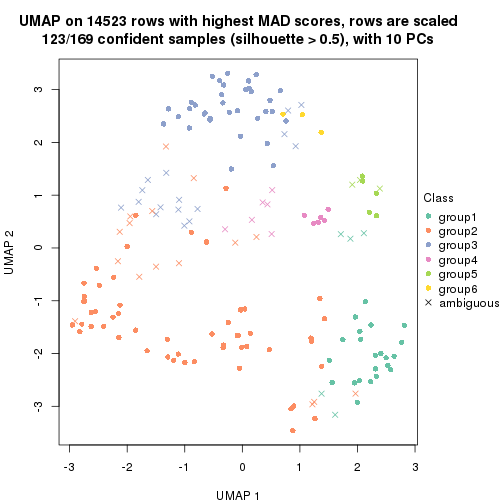 UMAP on 14523 rows with highest MAD scores, rows are scaled
123/169 confident samples (silhouette > 0.5), with 10 PCs
3
2
1
0
-1
-2
-3
UMAP 2
-3
-2
-1
0
1
2
3
UMAP 1
Class
group1
group2
group3
group4
group5
group6
ambiguous